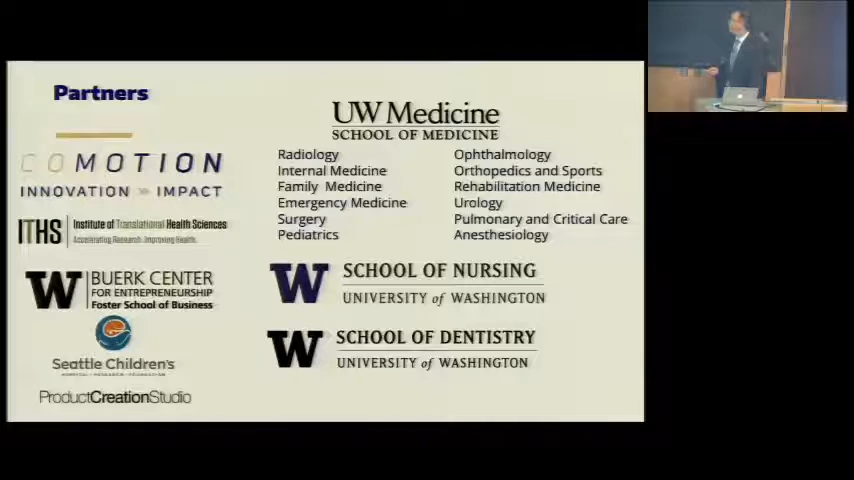 Partners
COMOTION
INNOVATION >> IMPACT
ITHS
Institute of Translational Health Sciences
Accelerating Research. Improving Health.
W
BUERK CENTER
FOR ENTREPRENEURSHIP
Foster School of Business
Seattle Children's
HOSPITAL • RESEARCH • FOUNDATION
ProductCreationStudio
UW Medicine
SCHOOL OF MEDICINE
Radiology
Internal Medicine
Family Medicine
Emergency Medicine
Surgery
Pediatrics
Ophthalmology
Orthopedics and Sports
Rehabilitation Medicine
Urology
Pulmonary and Critical Care
Anesthesiology
W
SCHOOL OF NURSING
UNIVERSITY of WASHINGTON
W
SCHOOL OF DENTISTRY
UNIVERSITY of WASHINGTON